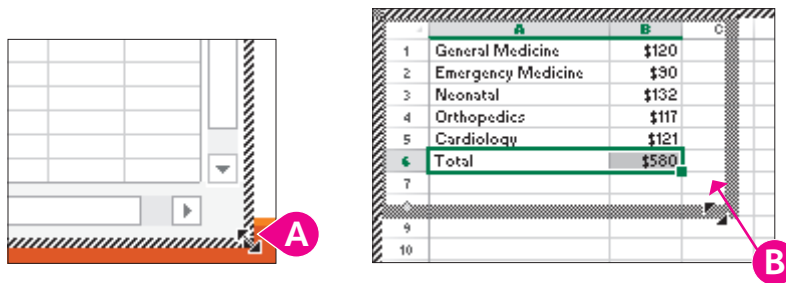 A B C
1 General Medicine $120
2 Emergency Medicine $90
3 Neonatal $132
4 Orthopedics $117
5 Cardiology $121
6 Total $580
7
9
10
A
B